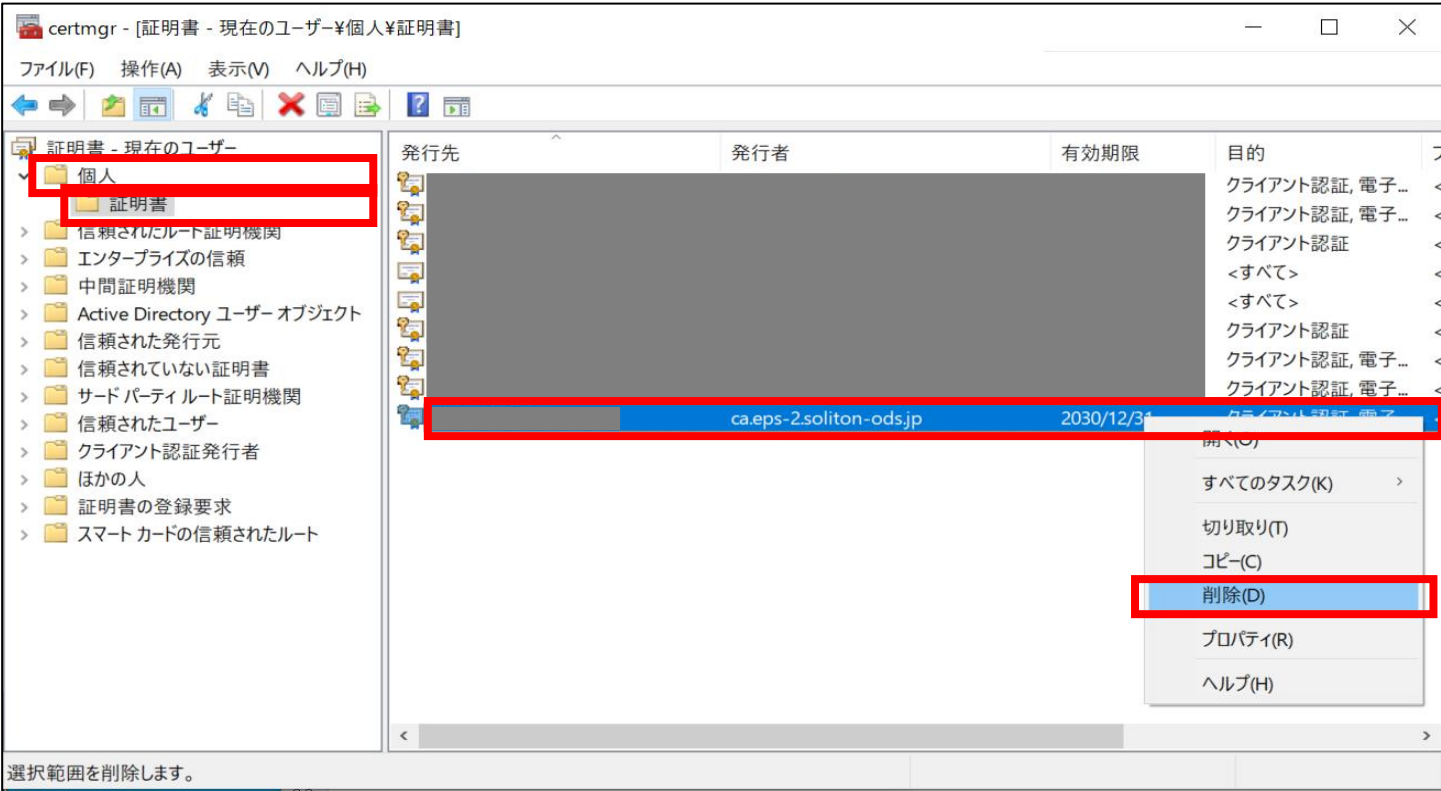 certmgr - [証明書 - 現在のユーザー¥個人¥証明書]
ファイル(F) 操作(A) 表示(V) ヘルプ(H)
証明書 - 現在のユーザー
個人
証明書
信頼されたルート証明機関
エンタープライズの信頼
中間証明機関
Active Directory ユーザー オブジェクト
信頼された発行元
信頼されていない証明書
サード パーティ ルート証明機関
信頼されたユーザー
クライアント認証発行者
ほかの人
証明書の登録要求
スマート カードの信頼されたルート
発行先 発行者 有効期限 目的
クライアント認証, 電子...
クライアント認証, 電子...
クライアント認証
<すべて>
<すべて>
クライアント認証
クライアント認証, 電子...
クライアント認証, 電子...
ca.eps-2.soliton-ods.jp 2030/12/31 クライアント認証, 電子...
開く(O)
すべてのタスク(K)
切り取り(T)
コピー(C)
削除(D)
プロパティ(R)
ヘルプ(H)
選択範囲を削除します。